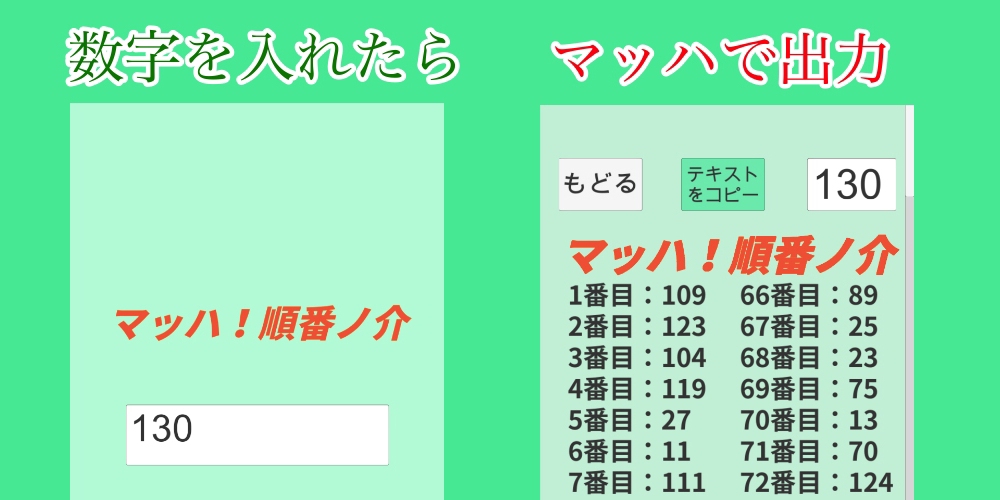 数字を入れたら
マッハ！順番ノ介
130
マッハで出力
もどる
テキスト
をコピー
130
マッハ！順番ノ介
1番目：109
2番目：123
3番目：104
4番目：119
5番目：27
6番目：11
7番目：111
66番目：89
67番目：25
68番目：23
69番目：75
70番目：13
71番目：70
72番目：124